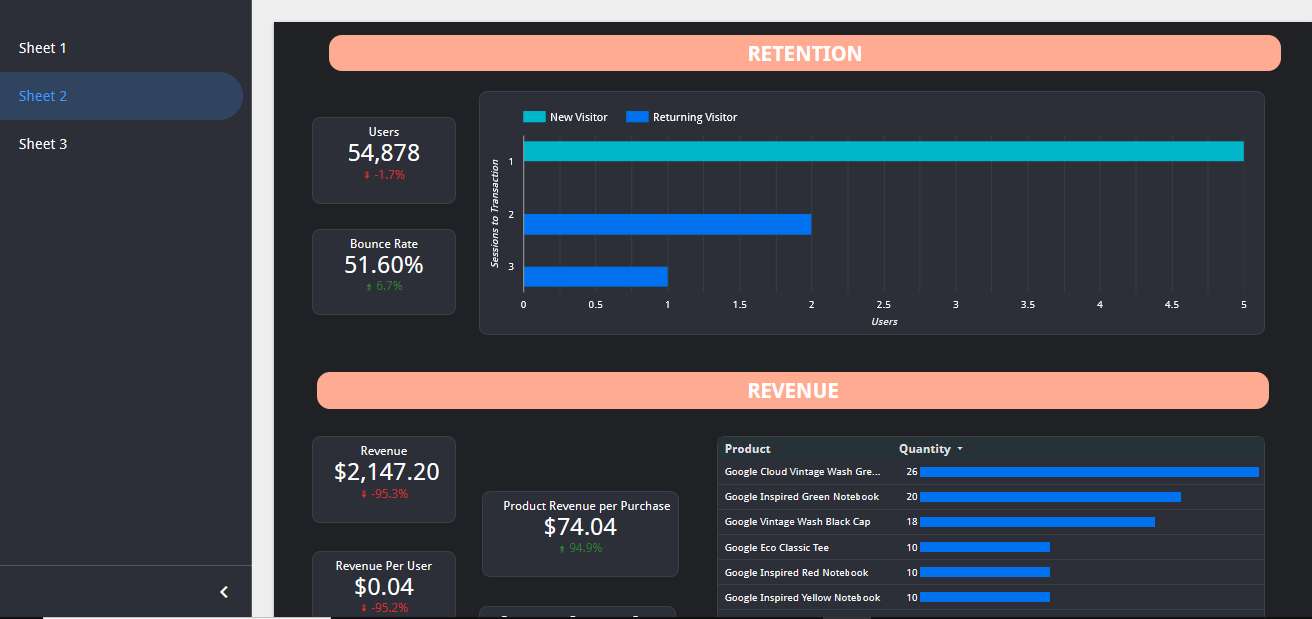 Sheet 1
Sheet 2
Sheet 3
RETENTION
Users
54,878
-1.7%
Bounce Rate
51.60%
6.7%
New Visitor
Returning Visitor
Sessions to Transaction
1
2
3
0 0.5 1 1.5 2 2.5 3 3.5 4 4.5 5
Users
REVENUE
Revenue
$2,147.20
-95.3%
Revenue Per User
$0.04
-95.2%
Product Revenue per Purchase
$74.04
94.9%
Product Quantity
Google Cloud Vintage Wash Gre... 26
Google Inspired Green Notebook 20
Google Vintage Wash Black Cap 18
Google Eco Classic Tee 10
Google Inspired Red Notebook 10
Google Inspired Yellow Notebook 10